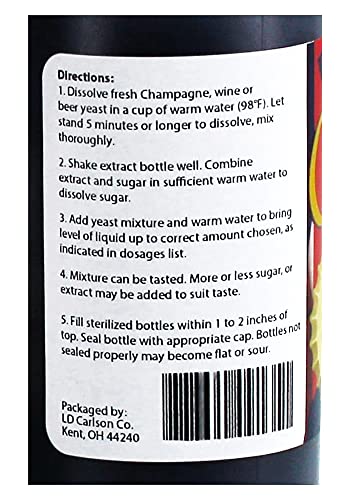 Directions:
1. Dissolve fresh Champagne, wine or
beer yeast in a cup of warm water (98°F). Let
stand 5 minutes or longer to dissolve, mix
thoroughly.
2. Shake extract bottle well. Combine
extract and sugar in sufficient warm water to
dissolve sugar.
3. Add yeast mixture and warm water to bring
level of liquid up to correct amount chosen, as
indicated in dosages list.
4. Mixture can be tasted. More or less sugar, or
extract may be added to suit taste.
5. Fill sterilized bottles within 1 to 2 inches of
top. Seal bottle with appropriate cap. Bottles not
sealed properly may become flat or sour.
Packaged by:
LD Carlson Co.
Kent, OH 44240